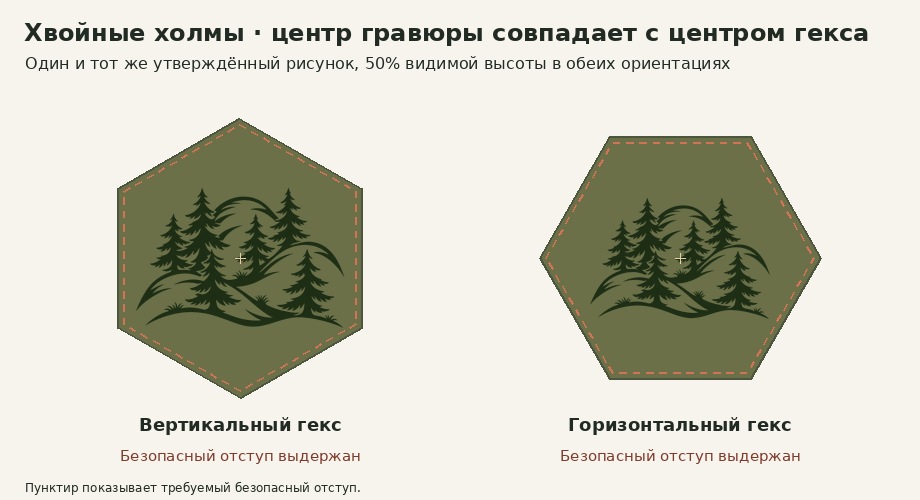 Хвойные холмы · центр гравюры совпадает с центром гекса
Один и тот же утверждённый рисунок, 50% видимой высоты в обеих ориентациях
Вертикальный гекс
Горизонтальный гекс
Безопасный отступ выдержан
Безопасный отступ выдержан
Пунктир показывает требуемый безопасный отступ.